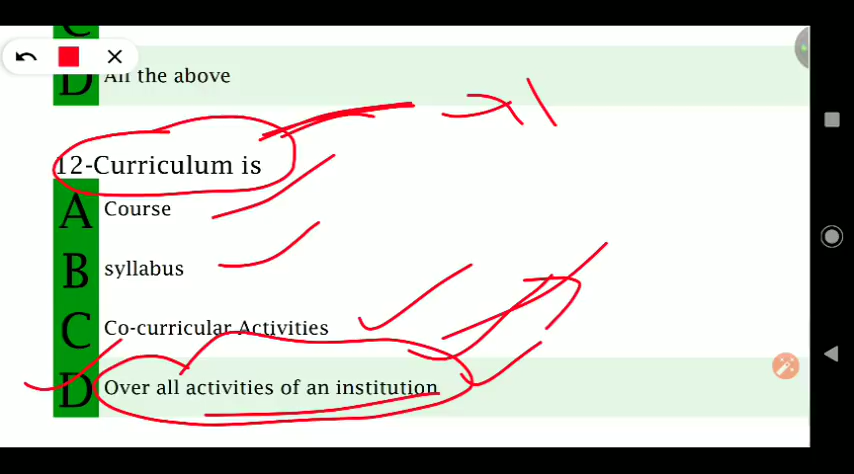 C
D All the above
12-Curriculum is
A Course
B syllabus
C Co-curricular Activities
D Over all activities of an institution